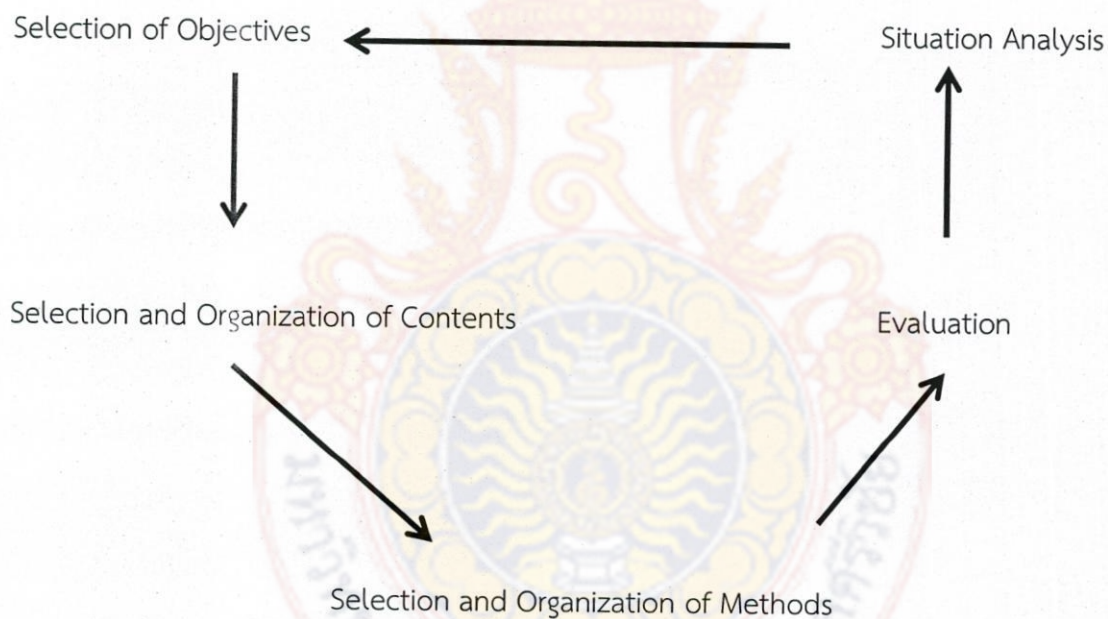 Selection of Objectives
Situation Analysis
Selection and Organization of Contents
Evaluation
Selection and Organization of Methods